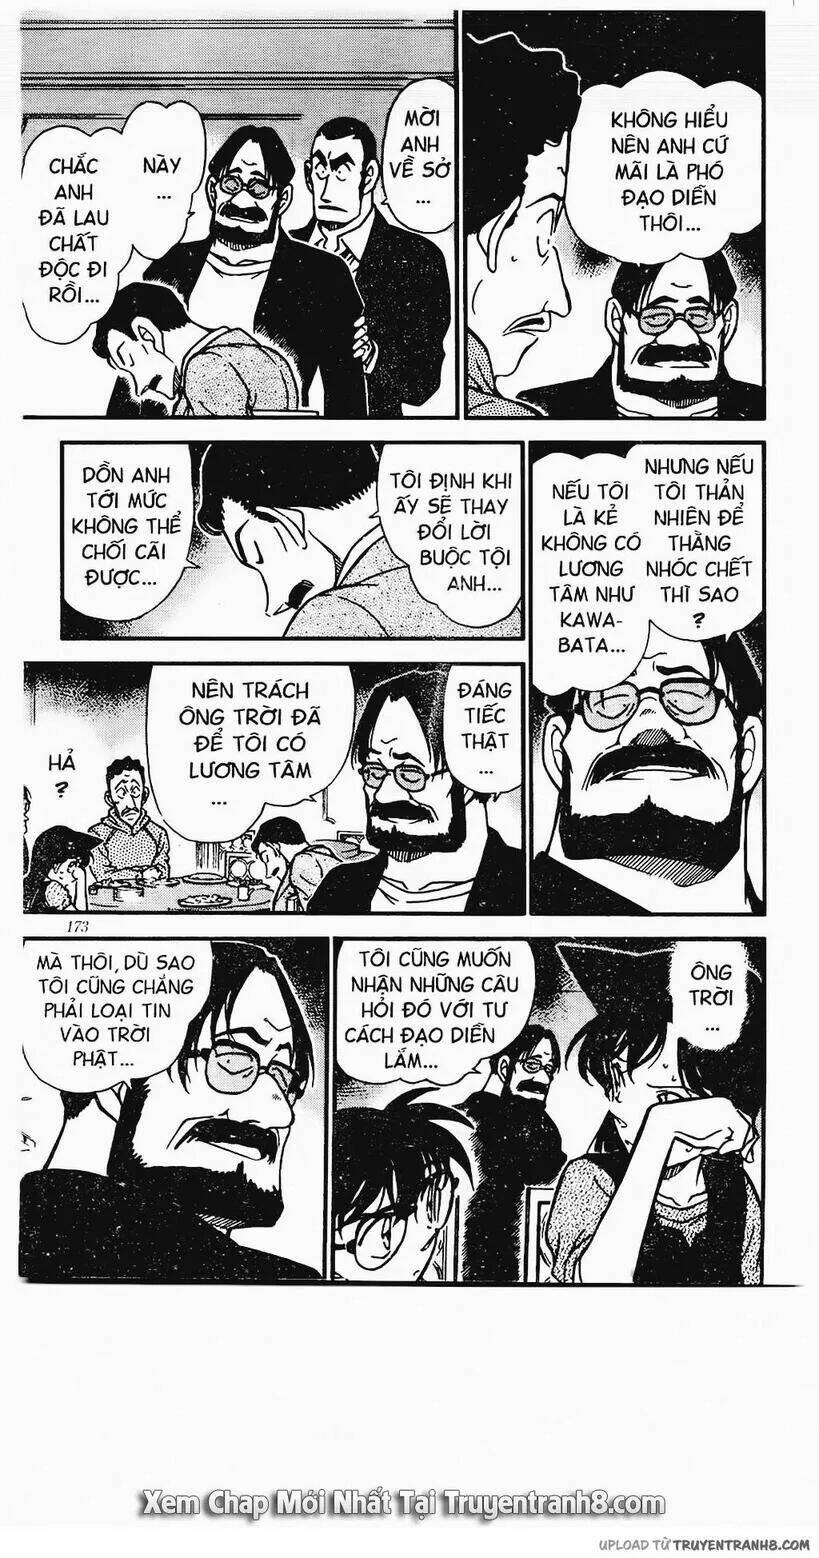 KHÔNG HIỂU
NÊN ANH CỨ
MÃI LÀ PHÓ
ĐẠO DIỄN
THÔI...
MỜI
ANH
VỀ SỞ
...
NÀY
...
CHẮC
ANH
ĐÃ LAU
CHẤT
ĐỘC ĐI
RỒI...
NHƯNG NẾU
TÔI THẢN
NHIÊN ĐỂ
THẰNG
NHÓC CHẾT
THÌ SAO
?
NẾU TÔI
LÀ KẺ
KHÔNG CÓ
LƯƠNG
TÂM NHƯ
KAWA-
BATA...
TÔI ĐỊNH KHI
ẤY SẼ THAY
ĐỔI LỜI
BUỘC TỘI
ANH...
DỒN ANH
TỚI MỨC
KHÔNG THỂ
CHỐI CÃI
ĐƯỢC...
ĐÁNG
TIẾC
THẬT
...
NÊN TRÁCH
ÔNG TRỜI ĐÃ
ĐỂ TÔI CÓ
LƯƠNG TÂM
...
HẢ
?
173
ÔNG
TRỜI
...
TÔI CŨNG MUỐN
NHẬN NHỮNG CÂU
HỎI ĐÓ VỚI TƯ
CÁCH ĐẠO DIỄN
LẮM...
MÀ THÔI, DÙ SAO
TÔI CŨNG CHẲNG
PHẢI LOẠI TIN
VÀO TRỜI
PHẬT...
Xem Chap Mới Nhất Tại Truyentranh8.com
UPLOAD TỪ TRUYENTRANH8.COM